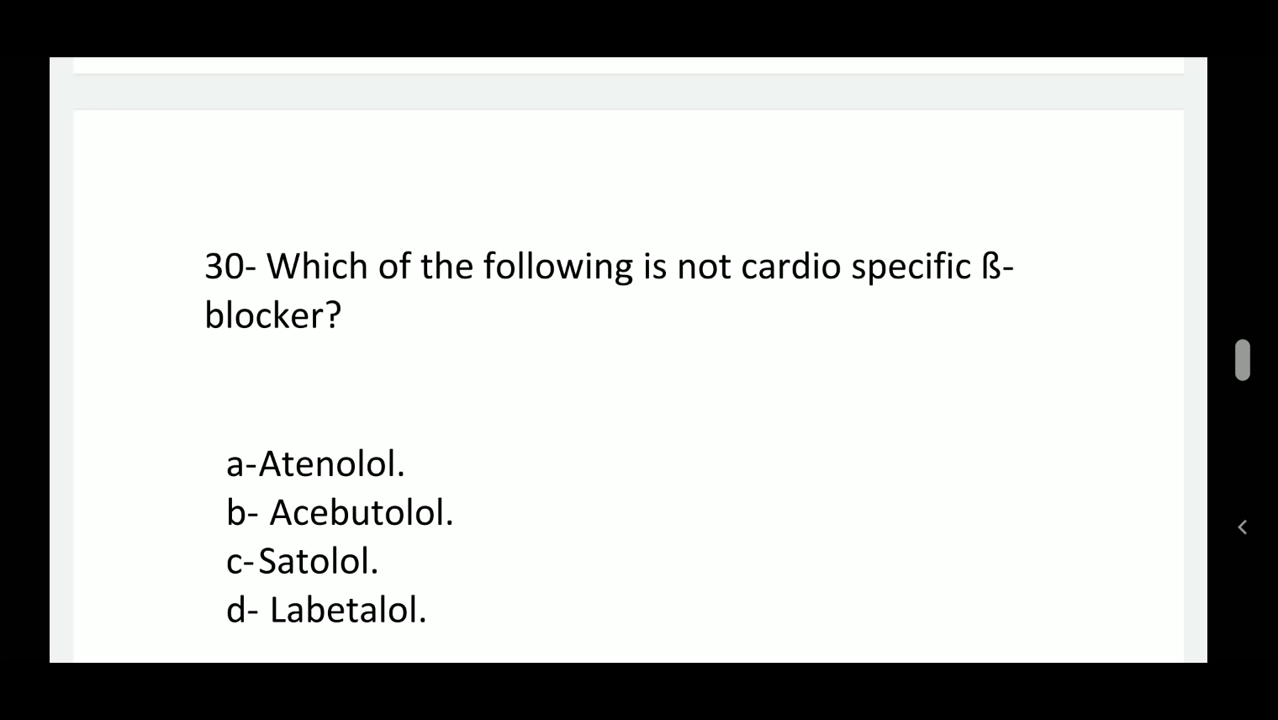 30- Which of the following is not cardio specific ß-
blocker?
a-Atenolol.
b- Acebutolol.
c-Satolol.
d- Labetalol.